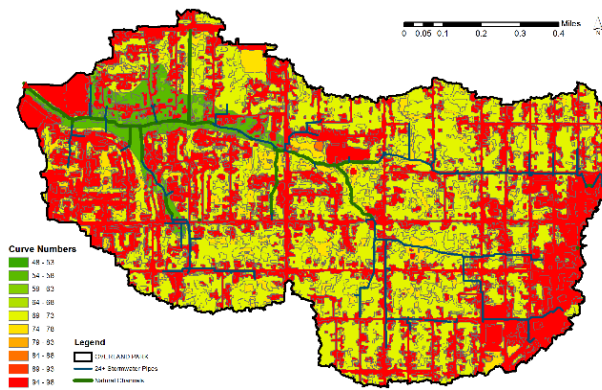 Miles
0 0.05 0.1 0.2 0.3 0.4
N
Curve Numbers
48 - 53
54 - 58
59 - 63
64 - 68
69 - 73
74 - 78
79 - 83
84 - 88
89 - 93
94 - 98
Legend
OVERLAND PARK
24+ Stormwater Pipes
Natural Channels